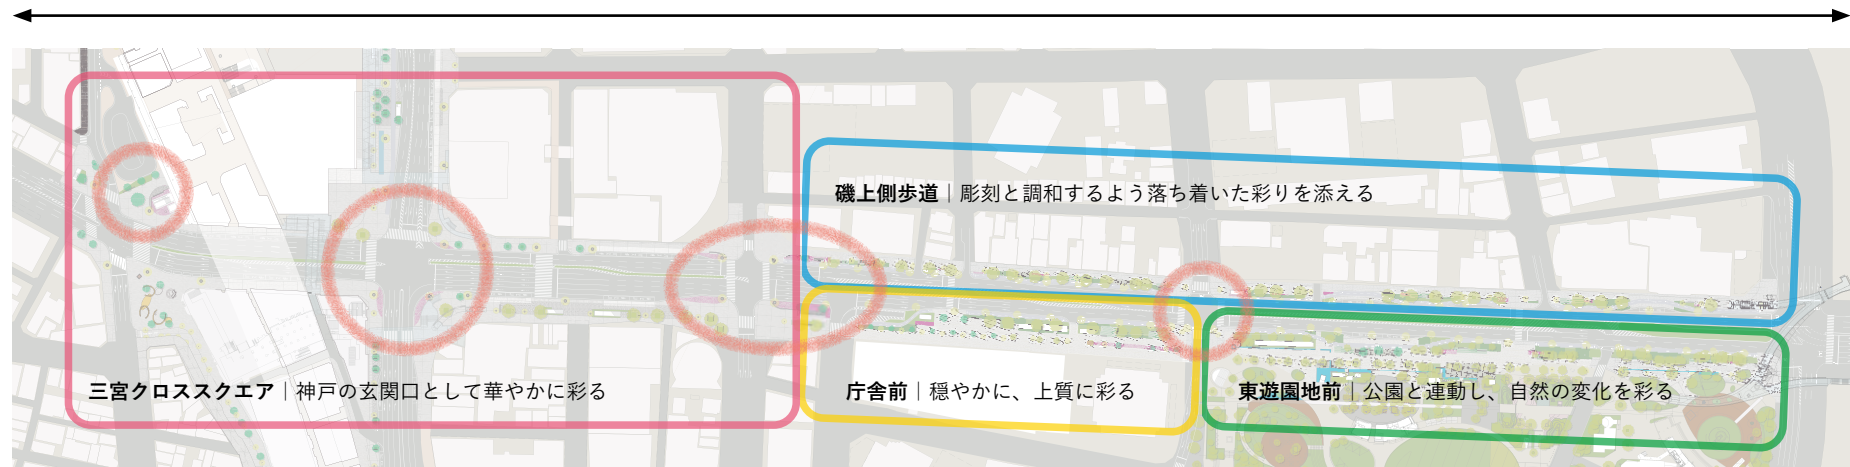 磯上側歩道｜彫刻と調和するよう落ち着いた彩りを添える
三宮クロススクエア｜神戸の玄関口として華やかに彩る
庁舎前｜穏やかに、上質に彩る
東遊園地前｜公園と連動し、自然の変化を彩る